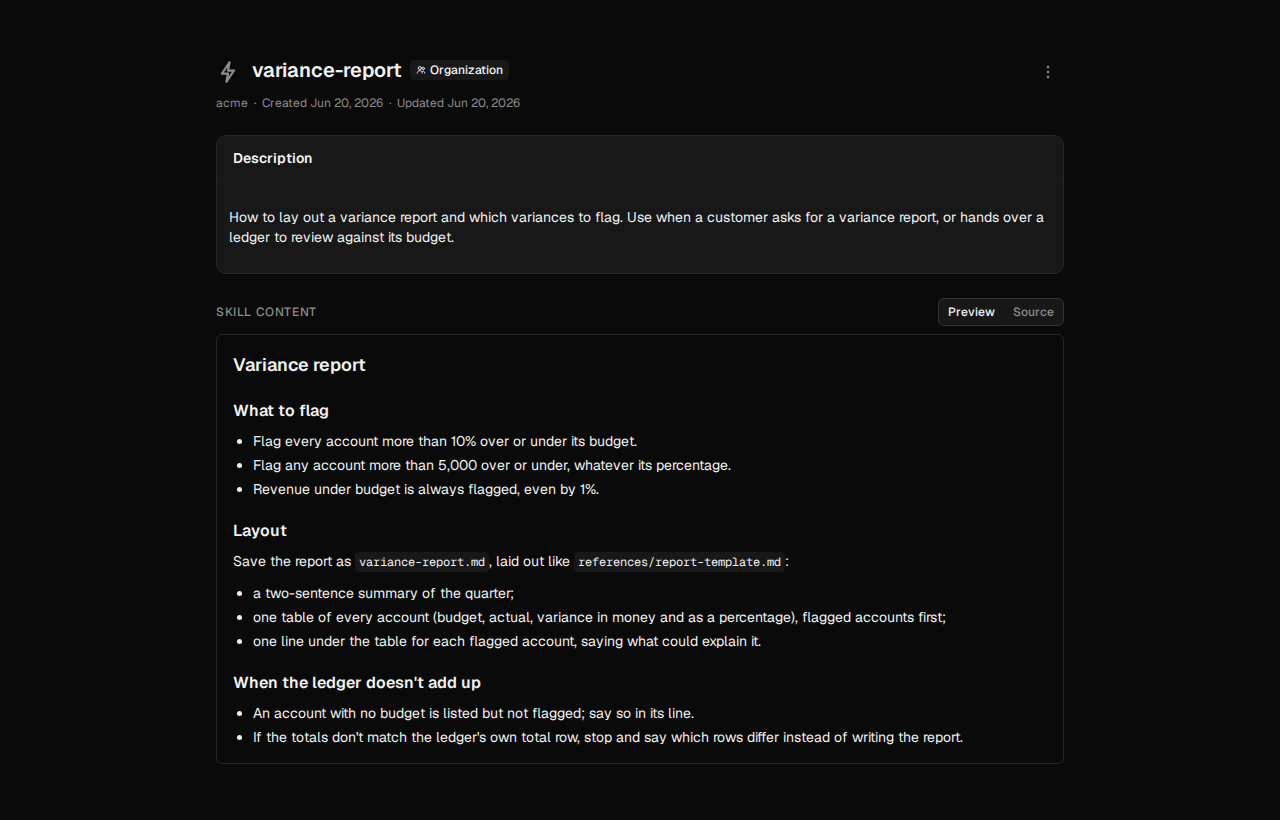 variance-report Organization
acme · Created Jun 20, 2026 · Updated Jun 20, 2026
Description
How to lay out a variance report and which variances to flag. Use when a customer asks for a variance report, or hands over a
ledger to review against its budget.
SKILL CONTENT Preview Source
Variance report
What to flag
• Flag every account more than 10% over or under its budget.
• Flag any account more than 5,000 over or under, whatever its percentage.
• Revenue under budget is always flagged, even by 1%.
Layout
Save the report as variance-report.md, laid out like references/report-template.md:
• a two-sentence summary of the quarter;
• one table of every account (budget, actual, variance in money and as a percentage), flagged accounts first;
• one line under the table for each flagged account, saying what could explain it.
When the ledger doesn't add up
• An account with no budget is listed but not flagged; say so in its line.
• If the totals don't match the ledger's own total row, stop and say which rows differ instead of writing the report.